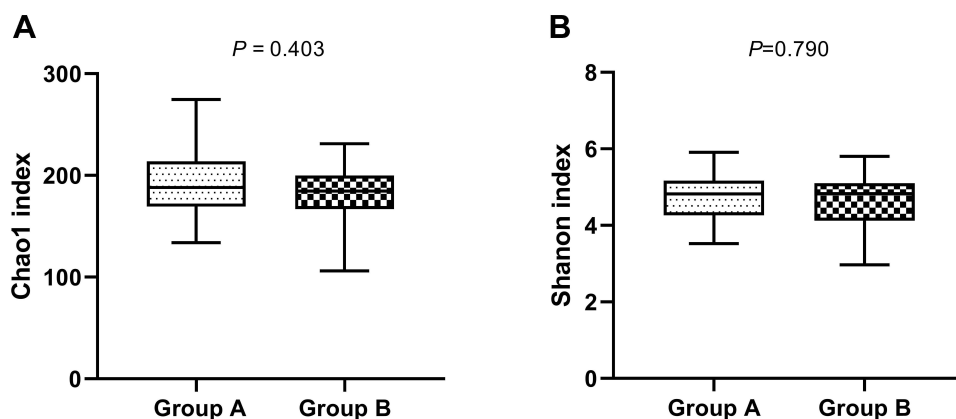 A
P = 0.403
Chao1 index
300
200
100
0
Group A
Group B
B
P=0.790
Shanon index
8
6
4
2
0
Group A
Group B